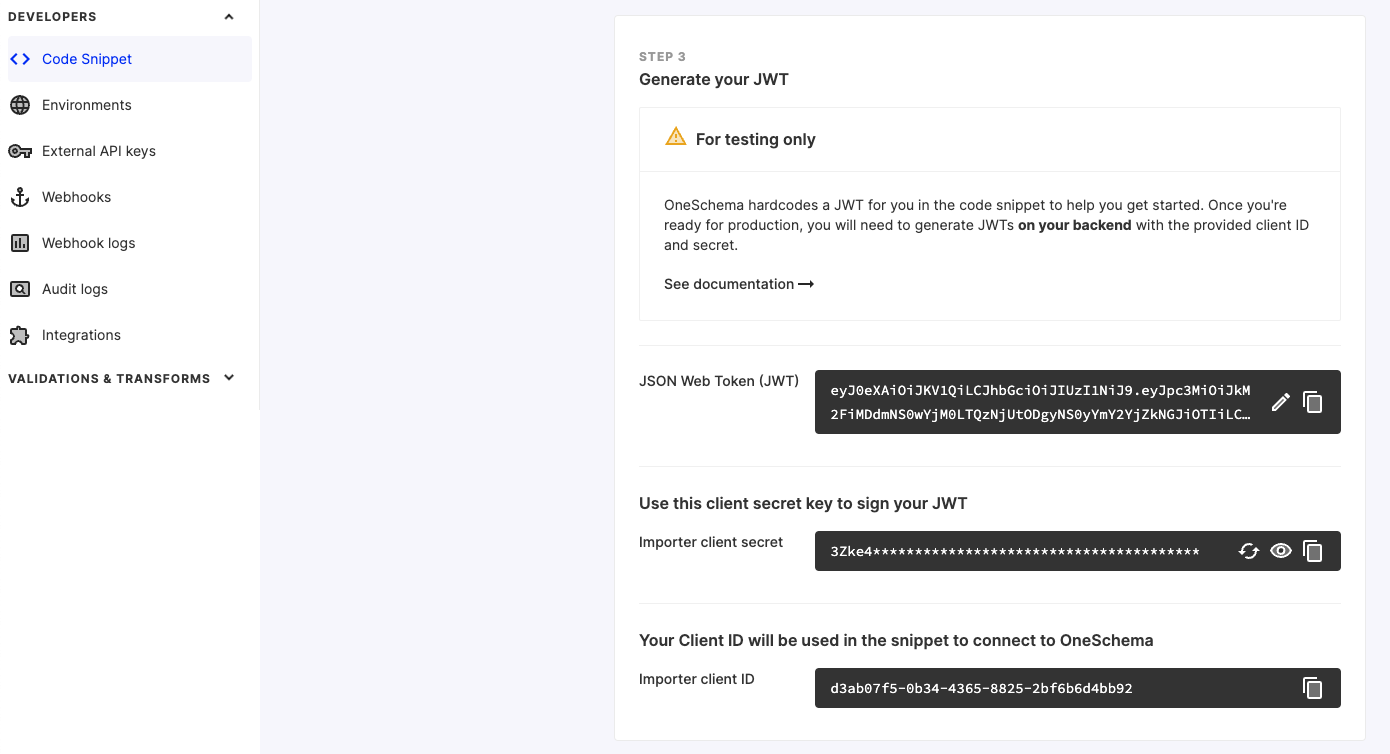 DEVELOPERS
Code Snippet
Environments
External API keys
Webhooks
Webhook logs
Audit logs
Integrations
VALIDATIONS & TRANSFORMS
STEP 3
Generate your JWT
For testing only
OneSchema hardcodes a JWT for you in the code snippet to help you get started. Once you're
ready for production, you will need to generate JWTs on your backend with the provided client ID
and secret.
See documentation
JSON Web Token (JWT)
eyJ0eXAiOiJKV1QiLCJhbGciOiJIUzI1NiJ9.eyJpc3MiOiJkM
2FiMDdmNS0wYjM0LTQzNjUtODgyNS0yYmY2YjZkNGJiOTIiLC…
Use this client secret key to sign your JWT
Importer client secret
3Zke4***************************************
Your Client ID will be used in the snippet to connect to OneSchema
Importer client ID
d3ab07f5-0b34-4365-8825-2bf6b6d4bb92